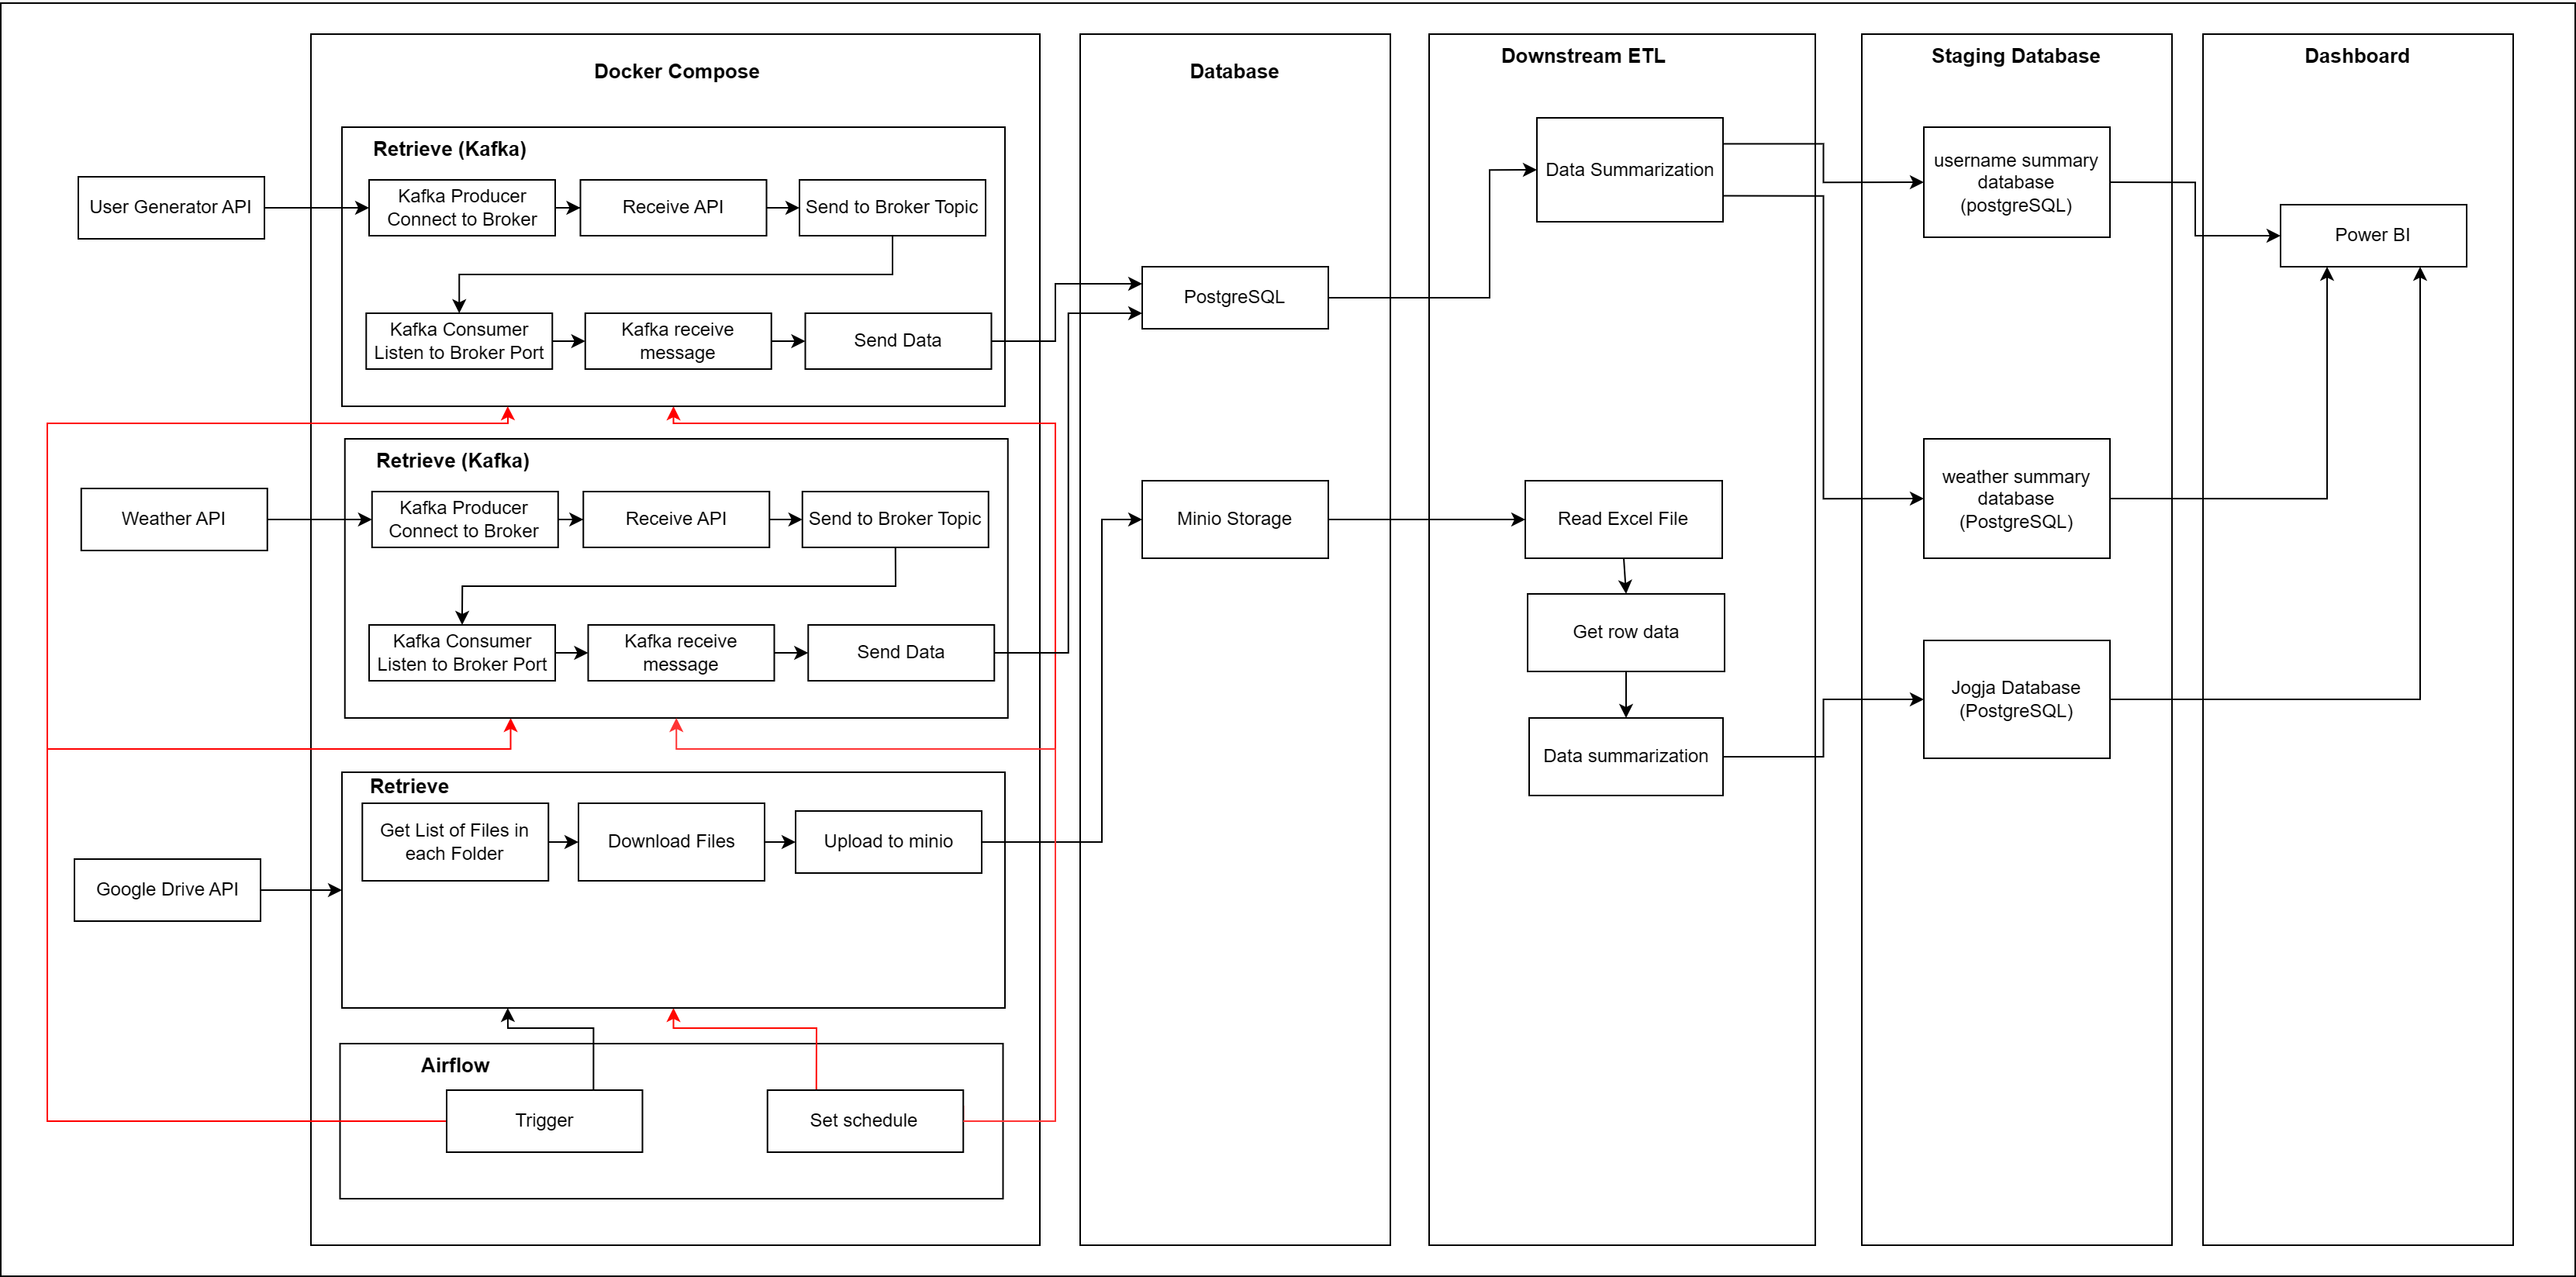 Docker Compose
Database
Downstream ETL
Staging Database
Dashboard
Retrieve (Kafka)
User Generator API
Kafka Producer
Connect to Broker
Receive API
Send to Broker Topic
Kafka Consumer
Listen to Broker Port
Kafka receive
message
Send Data
Retrieve (Kafka)
Weather API
Kafka Producer
Connect to Broker
Receive API
Send to Broker Topic
Kafka Consumer
Listen to Broker Port
Kafka receive
message
Send Data
Retrieve
Google Drive API
Get List of Files in
each Folder
Download Files
Upload to minio
Airflow
Trigger
Set schedule
PostgreSQL
Minio Storage
Data Summarization
Read Excel File
Get row data
Data summarization
username summary
database
(postgreSQL)
weather summary
database
(PostgreSQL)
Jogja Database
(PostgreSQL)
Power BI